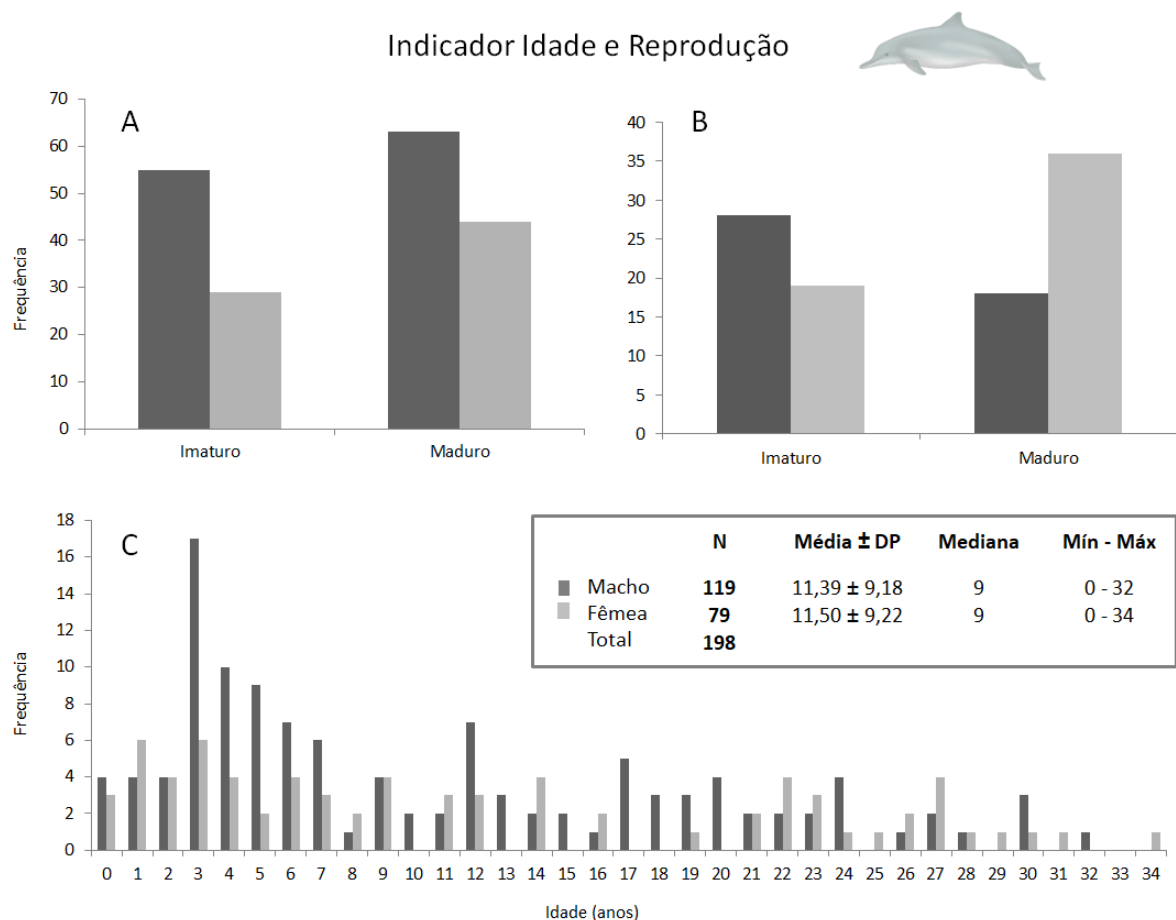 Indicador Idade e Reprodução
A
70
60
50
40
30
20
10
0
Frequência
Imaturo Maduro
B
40
35
30
25
20
15
10
5
0
Imaturo Maduro
C
18
16
14
12
10
8
6
4
2
0
Frequência
N Média ± DP Mediana Mín - Máx
Macho 119 11,39 ± 9,18 9 0 - 32
Fêmea 79 11,50 ± 9,22 9 0 - 34
Total 198
0 1 2 3 4 5 6 7 8 9 10 11 12 13 14 15 16 17 18 19 20 21 22 23 24 25 26 27 28 29 30 31 32 33 34
Idade (anos)